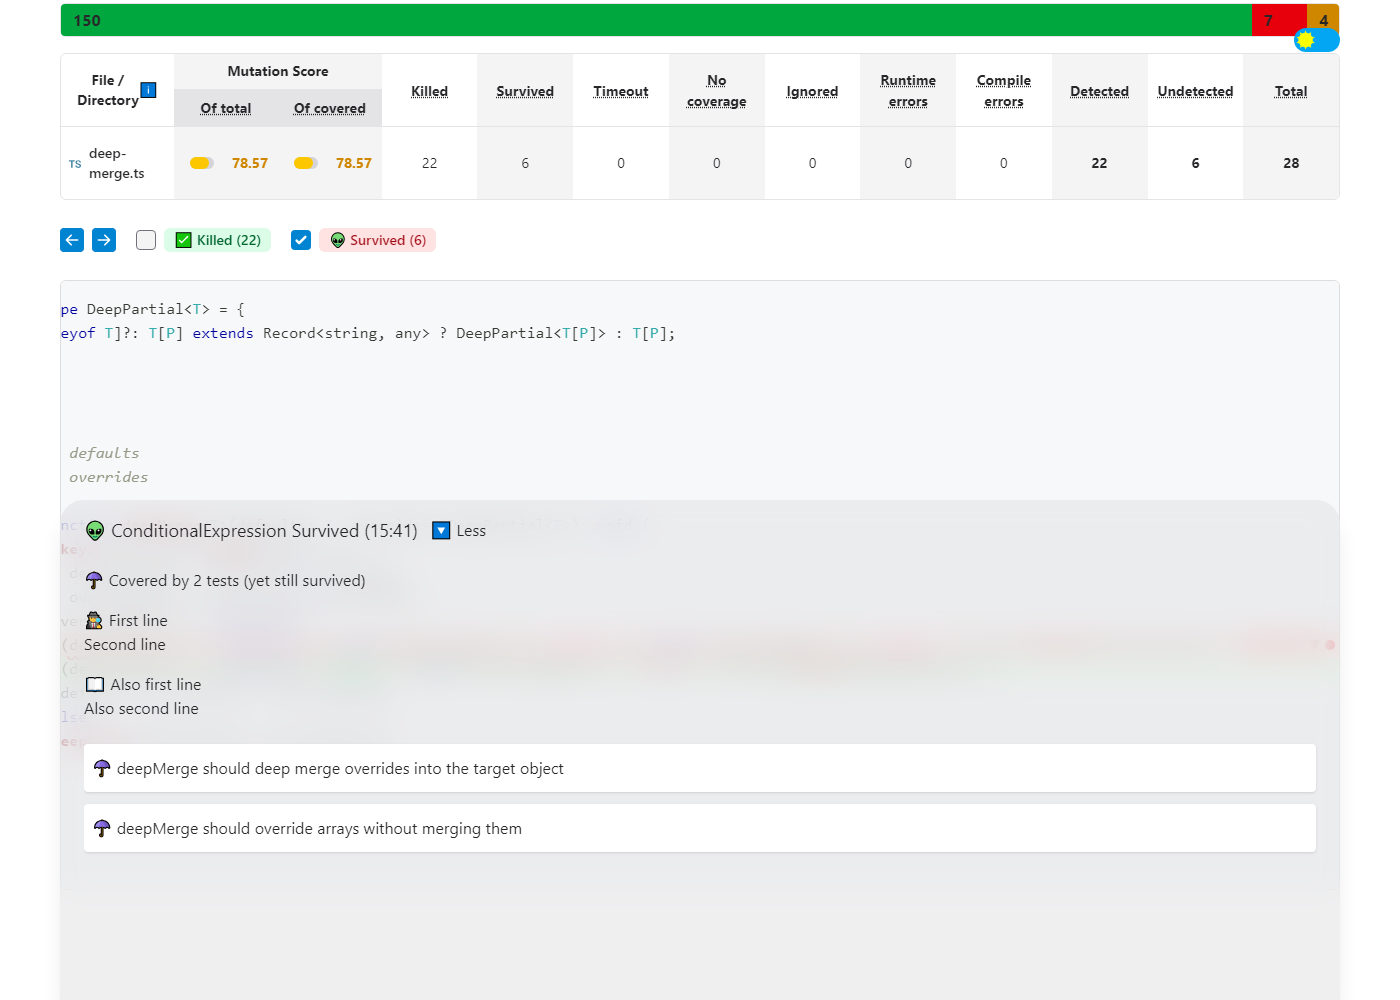 150 7 4
File / Directory i Mutation Score Killed Survived Timeout No coverage Ignored Runtime errors Compile errors Detected Undetected Total
Of total Of covered
TS deep-merge.ts 78.57 78.57 22 6 0 0 0 0 0 22 6 28
Killed (22) Survived (6)
pe DeepPartial<T> = {
eyof T]?: T[P] extends Record<string, any> ? DeepPartial<T[P]> : T[P];
defaults
overrides
ConditionalExpression Survived (15:41) Less
Covered by 2 tests (yet still survived)
First line
Second line
Also first line
Also second line
deepMerge should deep merge overrides into the target object
deepMerge should override arrays without merging them